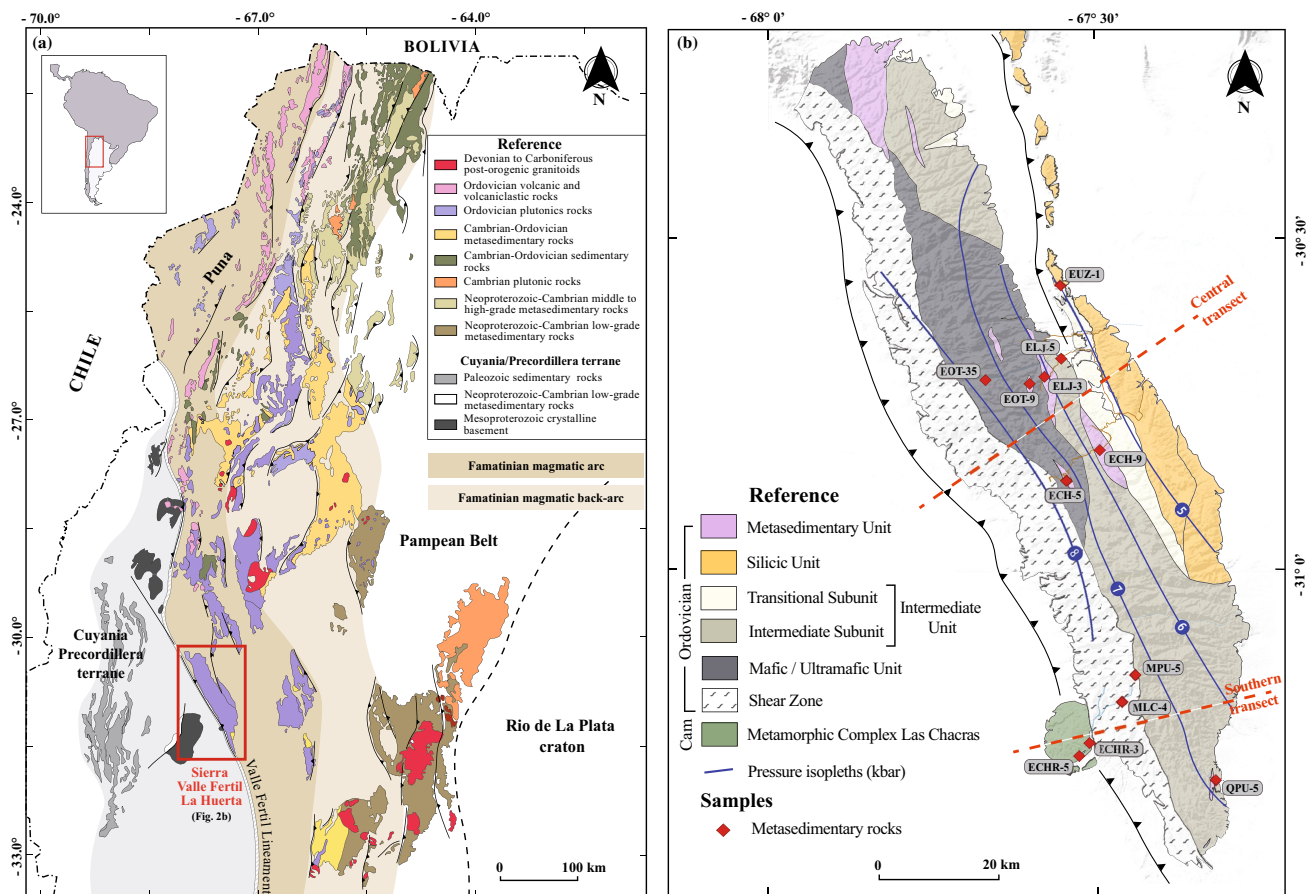 - 70.0°
- 67.0°
- 64.0°
(a)
BOLIVIA
N
- 24.0°
- 27.0°
- 30.0°
- 33.0°
CHILE
Puna
Reference
Devonian to Carboniferous
post-orogenic granitoids
Ordovician volcanic and
volcaniclastic rocks
Ordovician plutonics rocks
Cambrian-Ordovician
metasedimentary rocks
Cambrian-Ordovician sedimentary
rocks
Cambrian plutonic rocks
Neoproterozoic-Cambrian middle to
high-grade metasedimentary rocks
Neoproterozoic-Cambrian low-grade
metasedimentary rocks
Cuyania/Precordillera terrane
Paleozoic sedimentary rocks
Neoproterozoic-Cambrian low-grade
metasedimentary rocks
Mesoproterozoic crystalline
basement
Famatinian magmatic arc
Famatinian magmatic back-arc
Pampean Belt
Cuyania
Precordillera
terrane
Rio de La Plata
craton
Sierra
Valle Fertil
La Huerta
(Fig. 2b)
Valle Fertil Lineament
0
100 km
- 68° 0'
- 67° 30'
(b)
N
- 30° 30'
- 31° 0'
EUZ-1
Central
transect
ELJ-5
EOT-35
ELJ-3
EOT-9
ECH-9
ECH-5
5
8
7
6
MPU-5
MLC-4
Southern
transect
ECHR-3
ECHR-5
QPU-5
Reference
Ordovician
Cam
Metasedimentary Unit
Silicic Unit
Transitional Subunit
Intermediate Subunit
Intermediate
Unit
Mafic / Ultramafic Unit
Shear Zone
Metamorphic Complex Las Chacras
Pressure isopleths (kbar)
Samples
Metasedimentary rocks
0
20 km